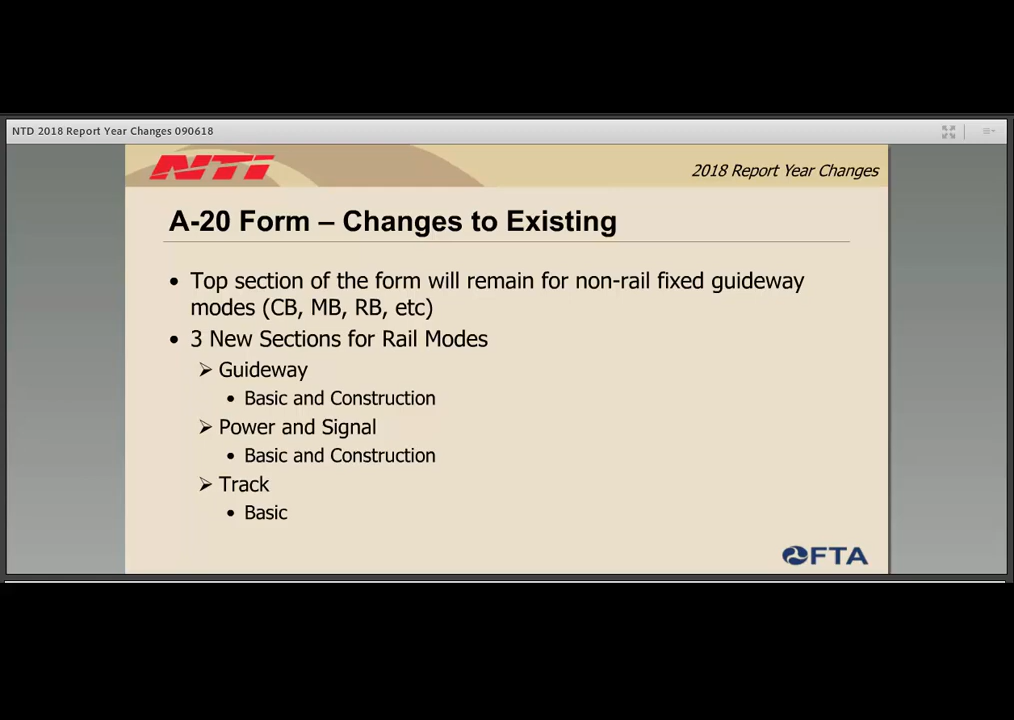 NTD 2018 Report Year Changes 090618
NTI
2018 Report Year Changes
A-20 Form – Changes to Existing
• Top section of the form will remain for non-rail fixed guideway
modes (CB, MB, RB, etc)
• 3 New Sections for Rail Modes
➢ Guideway
• Basic and Construction
➢ Power and Signal
• Basic and Construction
➢ Track
• Basic
FTA